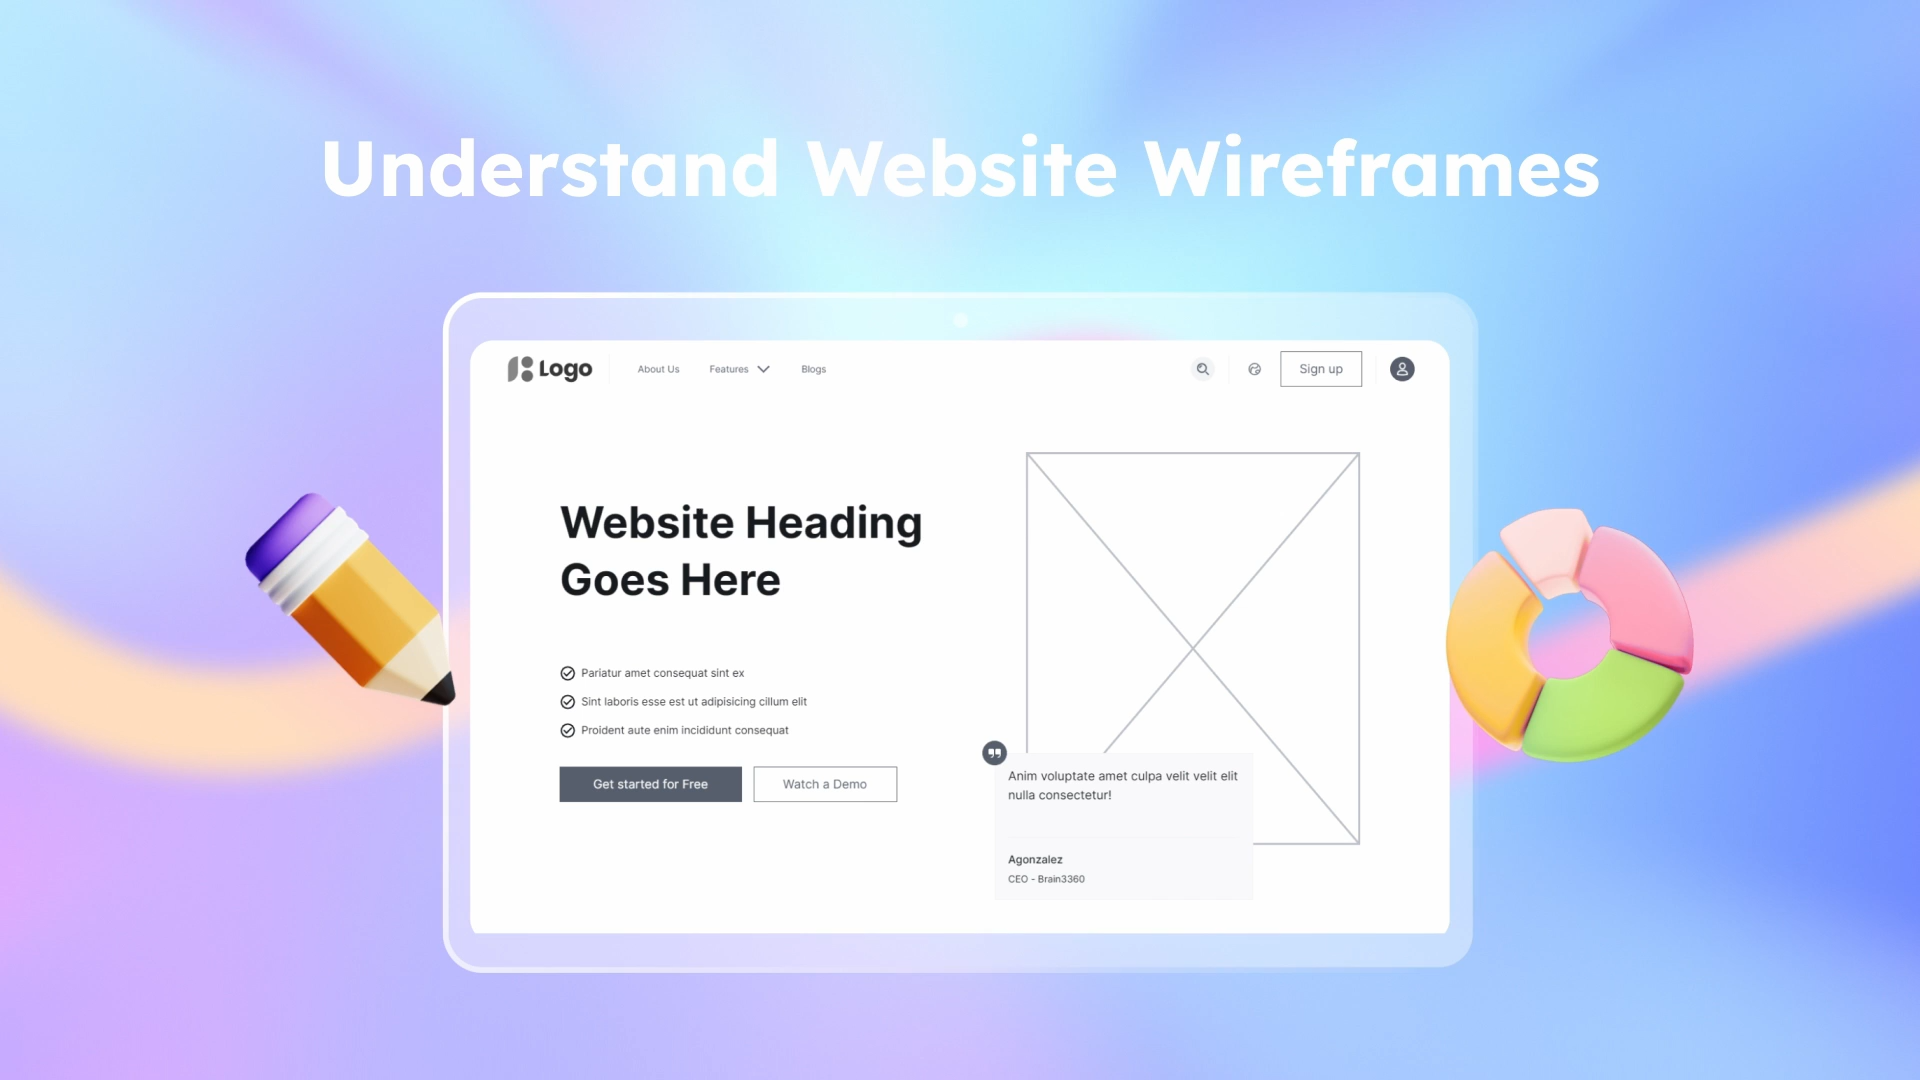 Understand Website Wireframes
Logo
About Us
Features
Blogs
Sign up
Website Heading
Goes Here
Pariatur amet consequat sint ex
Sint laboris esse est ut adipisicing cillum elit
Proident aute enim incididunt consequat
Get started for Free
Watch a Demo
Anim voluptate amet culpa velit velit elit
nulla consectetur!
Agonzalez
CEO - Brain3360